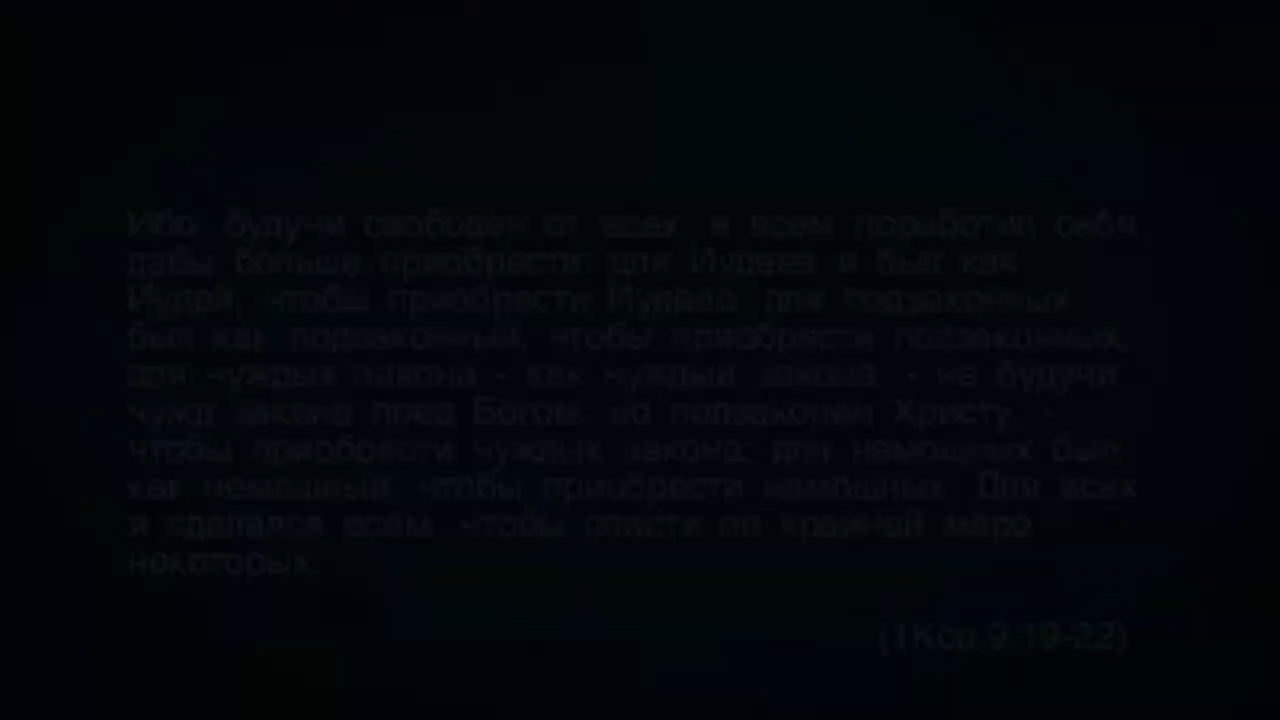 Ибо будучи свободен от всех, я всем поработил себя,
дабы больше приобрести: для Иудеев я был как
Иудей, чтобы приобрести Иудеев; для подзаконных
был как подзаконный, чтобы приобрести подзаконных;
для чуждых закона - как чуждый закона, - не будучи
чужд закона пред Богом, но подзаконен Христу, -
чтобы приобрести чуждых закона; для немощных был
как немощный, чтобы приобрести немощных. Для всех
я сделался всем, чтобы спасти по крайней мере
некоторых.
(1Кор.9:19-22)